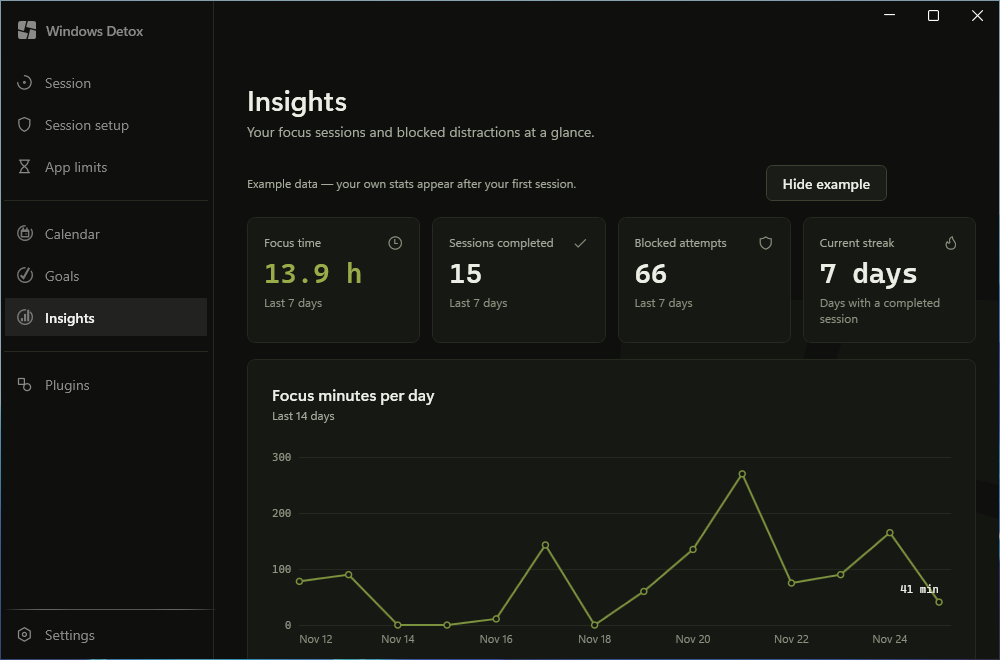 Windows Detox
Session
Session setup
App limits
Calendar
Goals
Insights
Plugins
Settings
Insights
Your focus sessions and blocked distractions at a glance.
Example data — your own stats appear after your first session.
Hide example
Focus time
13.9 h
Last 7 days
Sessions completed
15
Last 7 days
Blocked attempts
66
Last 7 days
Current streak
7 days
Days with a completed
session
Focus minutes per day
Last 14 days
300
200
100
0
41 min
Nov 12
Nov 14
Nov 16
Nov 18
Nov 20
Nov 22
Nov 24